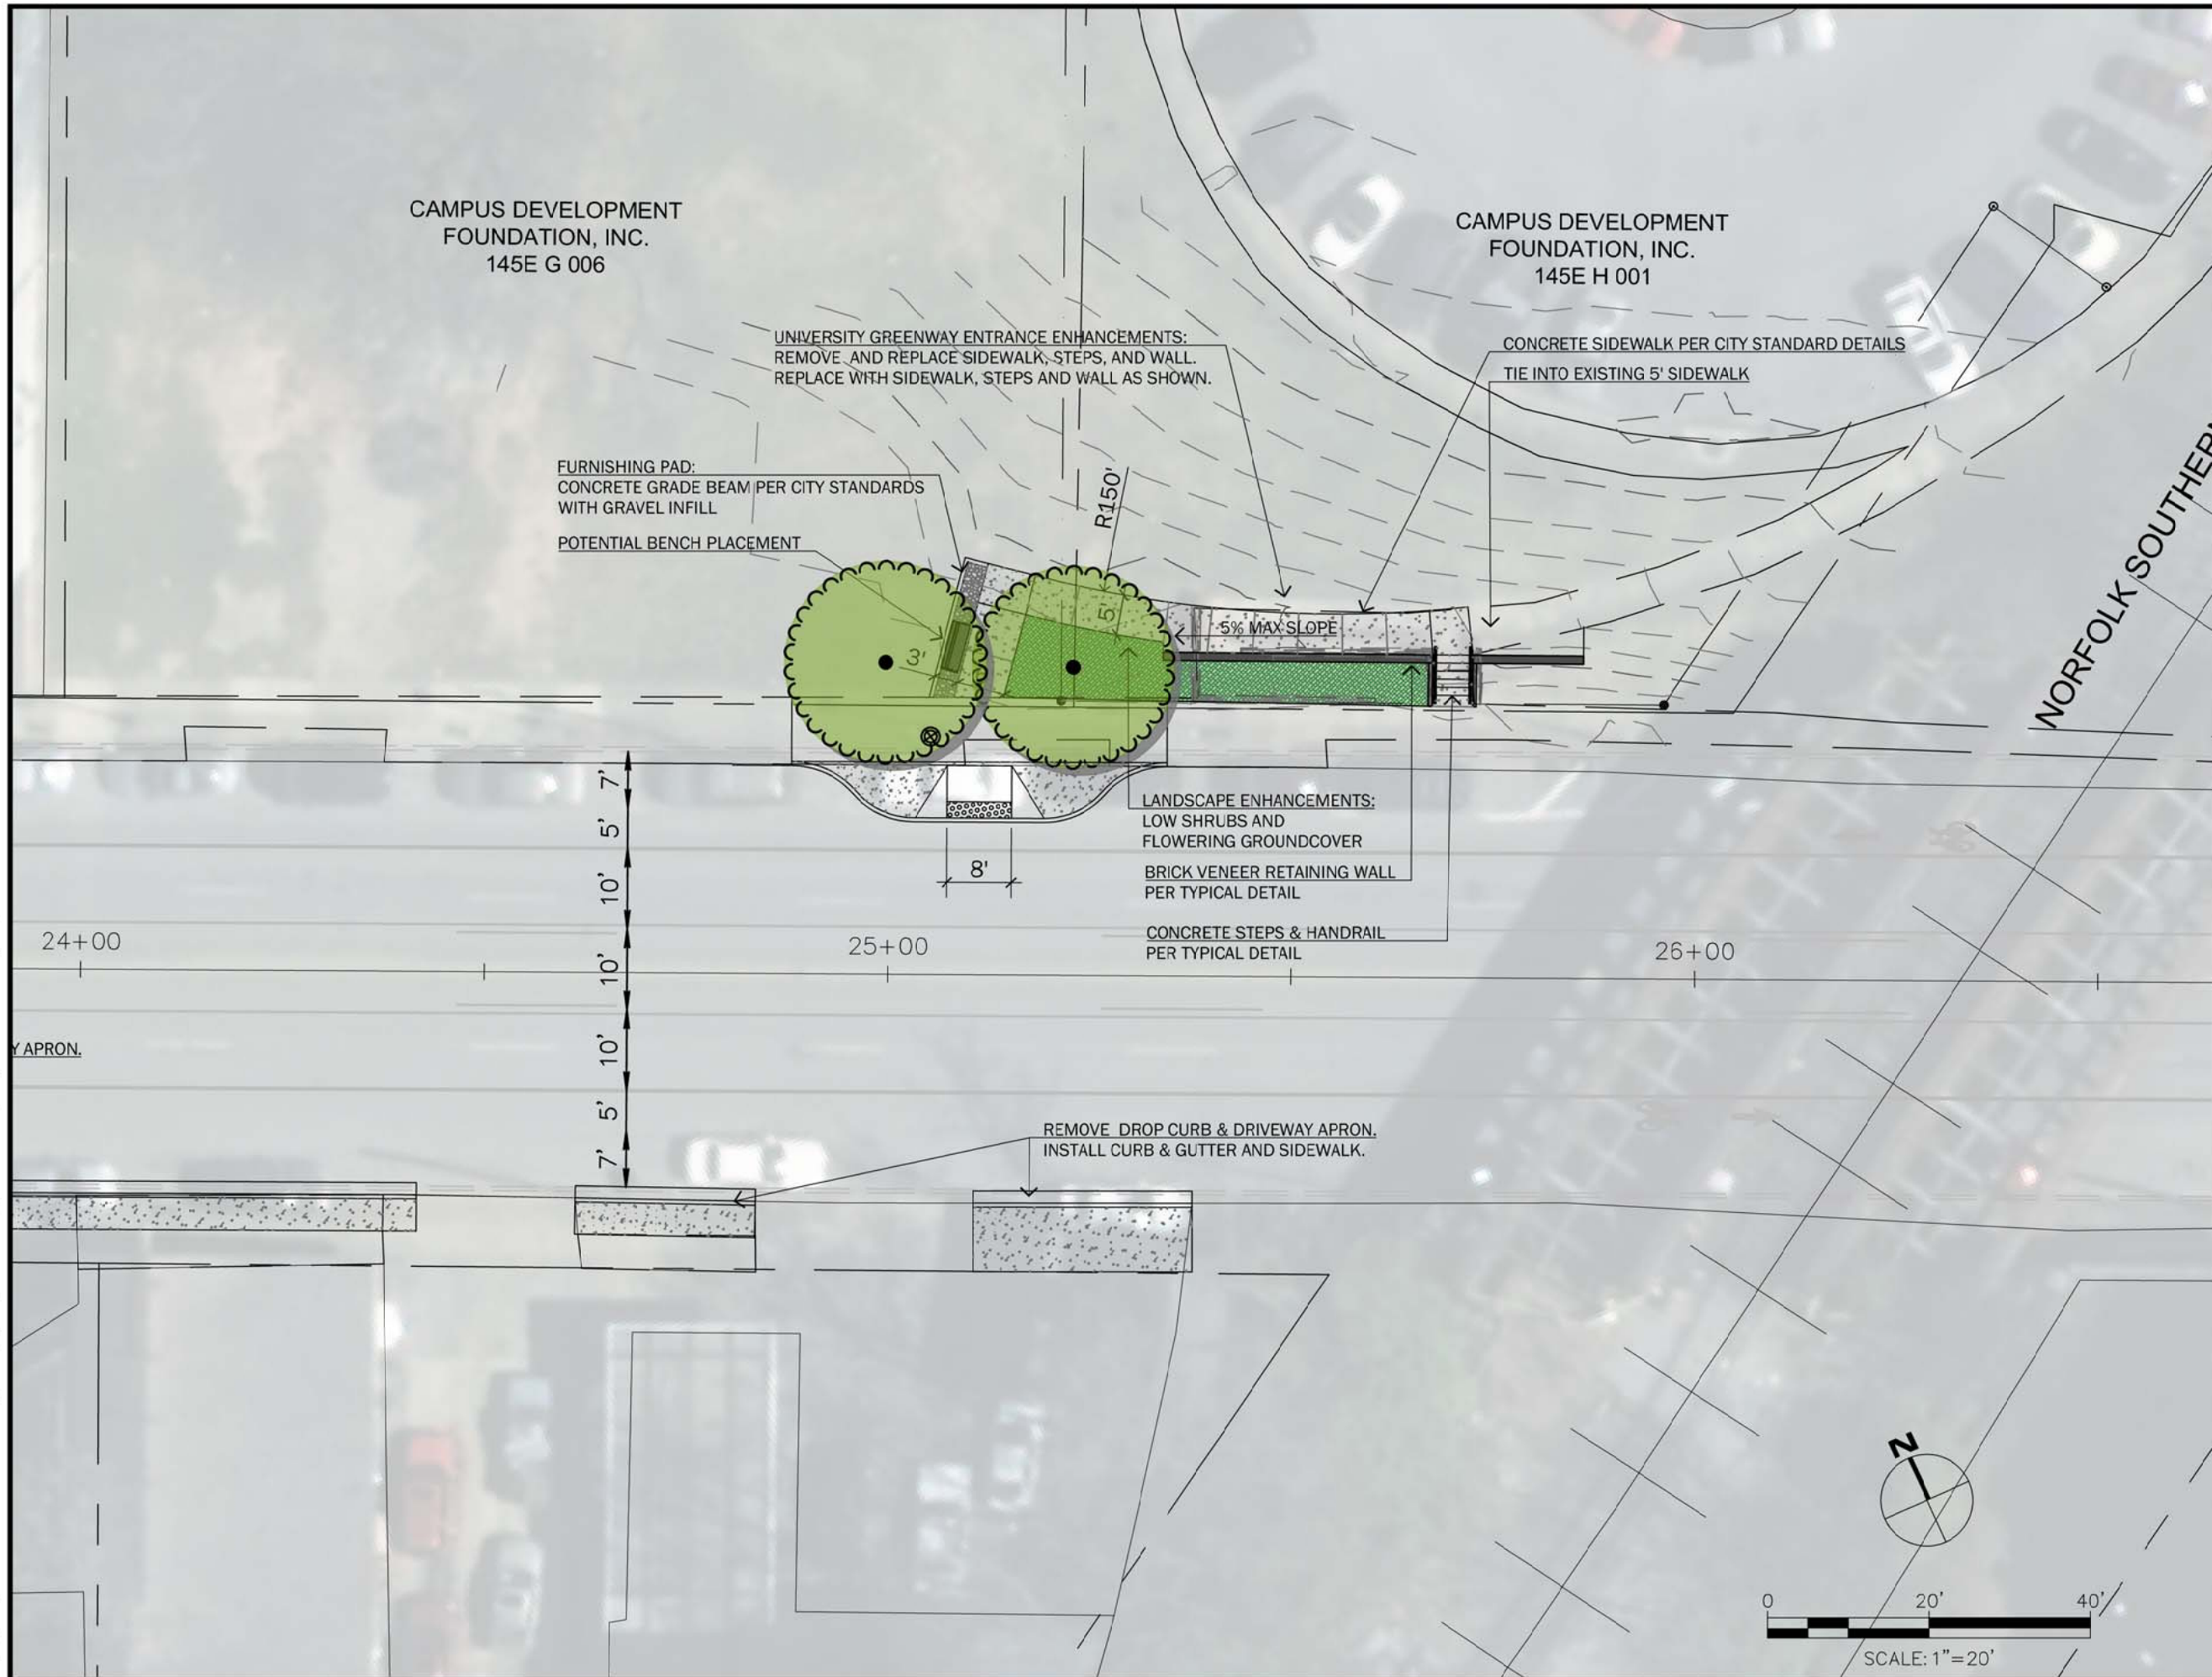 CAMPUS DEVELOPMENT
FOUNDATION, INC.
145E G 006
CAMPUS DEVELOPMENT
FOUNDATION, INC.
145E H 001
UNIVERSITY GREENWAY ENTRANCE ENHANCEMENTS:
REMOVE AND REPLACE SIDEWALK, STEPS, AND WALL.
REPLACE WITH SIDEWALK, STEPS AND WALL AS SHOWN.
CONCRETE SIDEWALK PER CITY STANDARD DETAILS
TIE INTO EXISTING 5' SIDEWALK
FURNISHING PAD:
CONCRETE GRADE BEAM PER CITY STANDARDS
WITH GRAVEL INFILL
POTENTIAL BENCH PLACEMENT
R150'
5'
3'
5% MAX SLOPE
NORFOLK SOUTHERN
7'
5'
10'
10'
10'
5'
7'
8'
LANDSCAPE ENHANCEMENTS:
LOW SHRUBS AND
FLOWERING GROUNDCOVER
BRICK VENEER RETAINING WALL
PER TYPICAL DETAIL
CONCRETE STEPS & HANDRAIL
PER TYPICAL DETAIL
24+00
25+00
26+00
Y APRON.
REMOVE DROP CURB & DRIVEWAY APRON.
INSTALL CURB & GUTTER AND SIDEWALK.
N
0 20' 40'
SCALE: 1"=20'